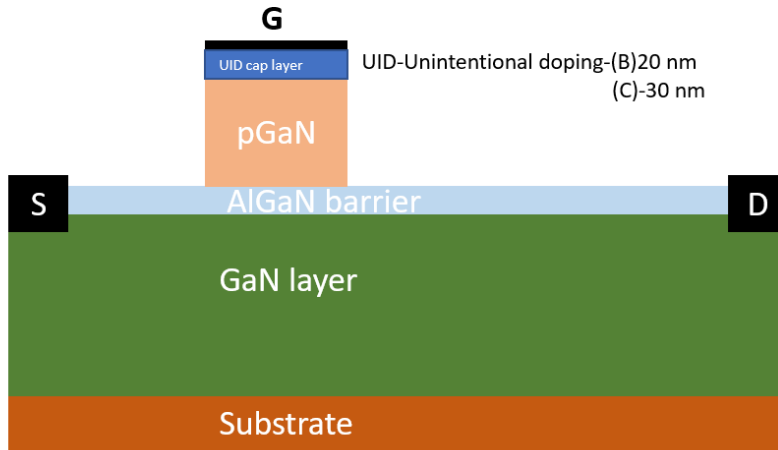 G
UID cap layer
UID-Unintentional doping-(B)20 nm
(C)-30 nm
pGaN
S
AlGaN barrier
D
GaN layer
Substrate